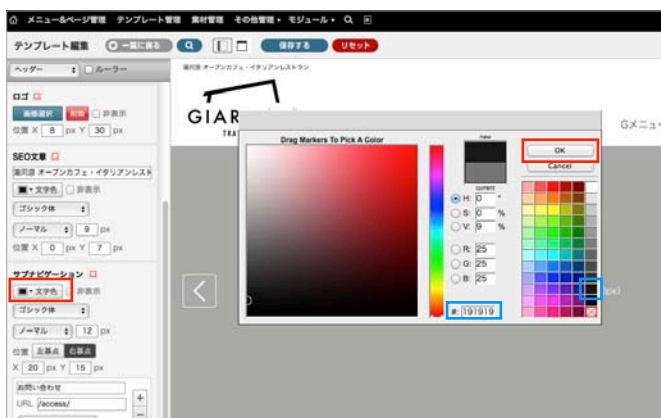 メニュー&ページ管理 テンプレート管理 素材管理 その他管理・モジュール・
テンプレート編集 一覧に戻る 保存する リセット
ヘッダー ルーラー
湯河原 オープンカフェ・イタリアンレストラン
ロゴ
画像選択 削除 非表示
位置 X 8 px Y 30 px
SEO文章
湯河原 オープンカフェ・イタリアンレスト
文字色 非表示
ゴシック体
ノーマル 9 px
位置 X 0 px Y 7 px
サブナビゲーション
文字色 非表示
ゴシック体
ノーマル 12 px
位置 左基点 右基点
X 20 px Y 15 px
お問い合わせ
URL /access/
GIAR
Gメニュー
Drag Markers To Pick A Color
new
current
H: 0 °
S: 0 %
V: 9 %
R: 25
G: 25
B: 25
#: 191919
OK
Cancel
px)